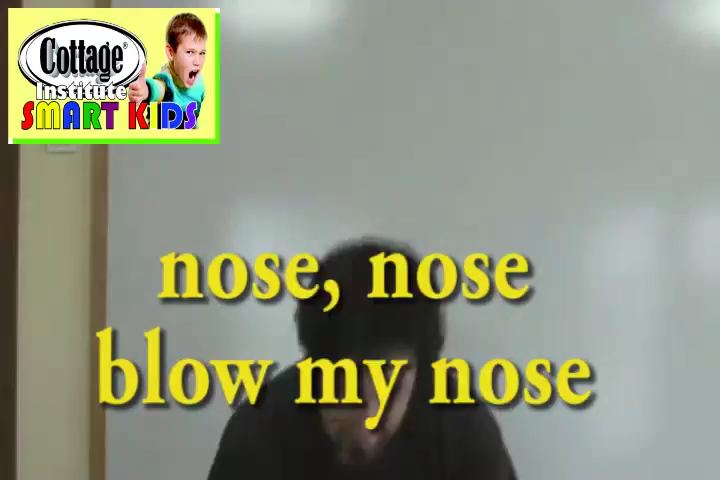 Cottage®
Institute
SMART KIDS
nose, nose
blow my nose